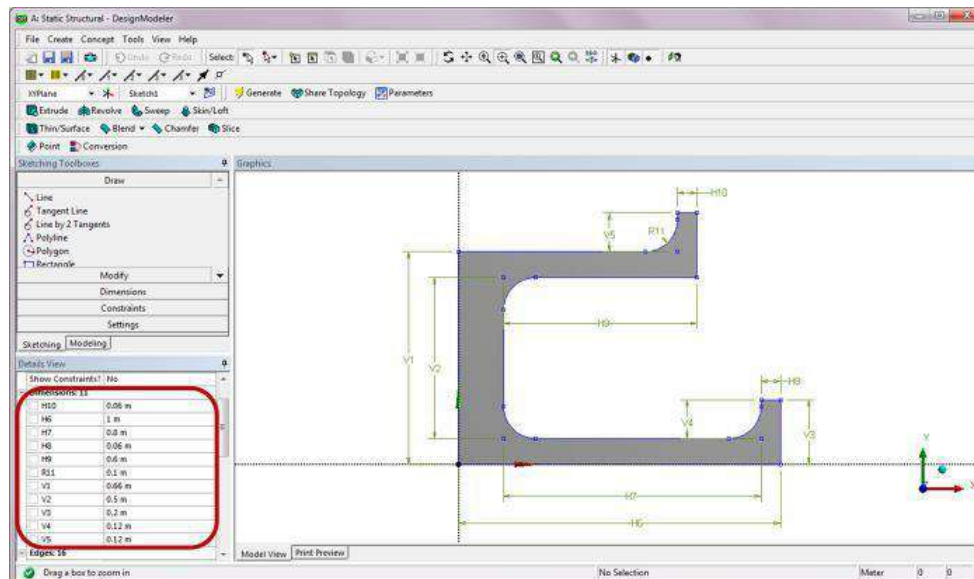 A: Static Structural - DesignModeler
File Create Concept Tools View Help
Undo Redo Select:
XYPlane Sketch1 Generate Share Topology Parameters
Extrude Revolve Sweep Skin/Loft
Thin/Surface Blend Chamfer Slice
Point Conversion
Sketching Toolboxes
Draw
Line
Tangent Line
Line by 2 Tangents
Polyline
Polygon
Rectangle
Modify
Dimensions
Constraints
Settings
Sketching Modeling
Details View
Show Constraints? No
Dimensions: 11
H10 0.06 m
H6 1 m
H7 0.8 m
H8 0.06 m
H9 0.6 m
R11 0.1 m
V1 0.66 m
V2 0.5 m
V3 0.2 m
V4 0.12 m
V5 0.12 m
Edges: 16
Graphics
H10
V5
R11
H9
V1
V2
H8
V4
V3
H7
H6
Y
X
Model View Print Preview
Drag a box to zoom in No Selection Meter 0 0